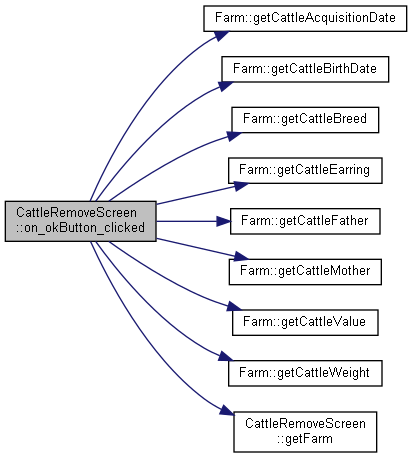 CattleRemoveScreen
::on_okButton_clicked
Farm::getCattleAcquisitionDate
Farm::getCattleBirthDate
Farm::getCattleBreed
Farm::getCattleEarring
Farm::getCattleFather
Farm::getCattleMother
Farm::getCattleValue
Farm::getCattleWeight
CattleRemoveScreen
::getFarm